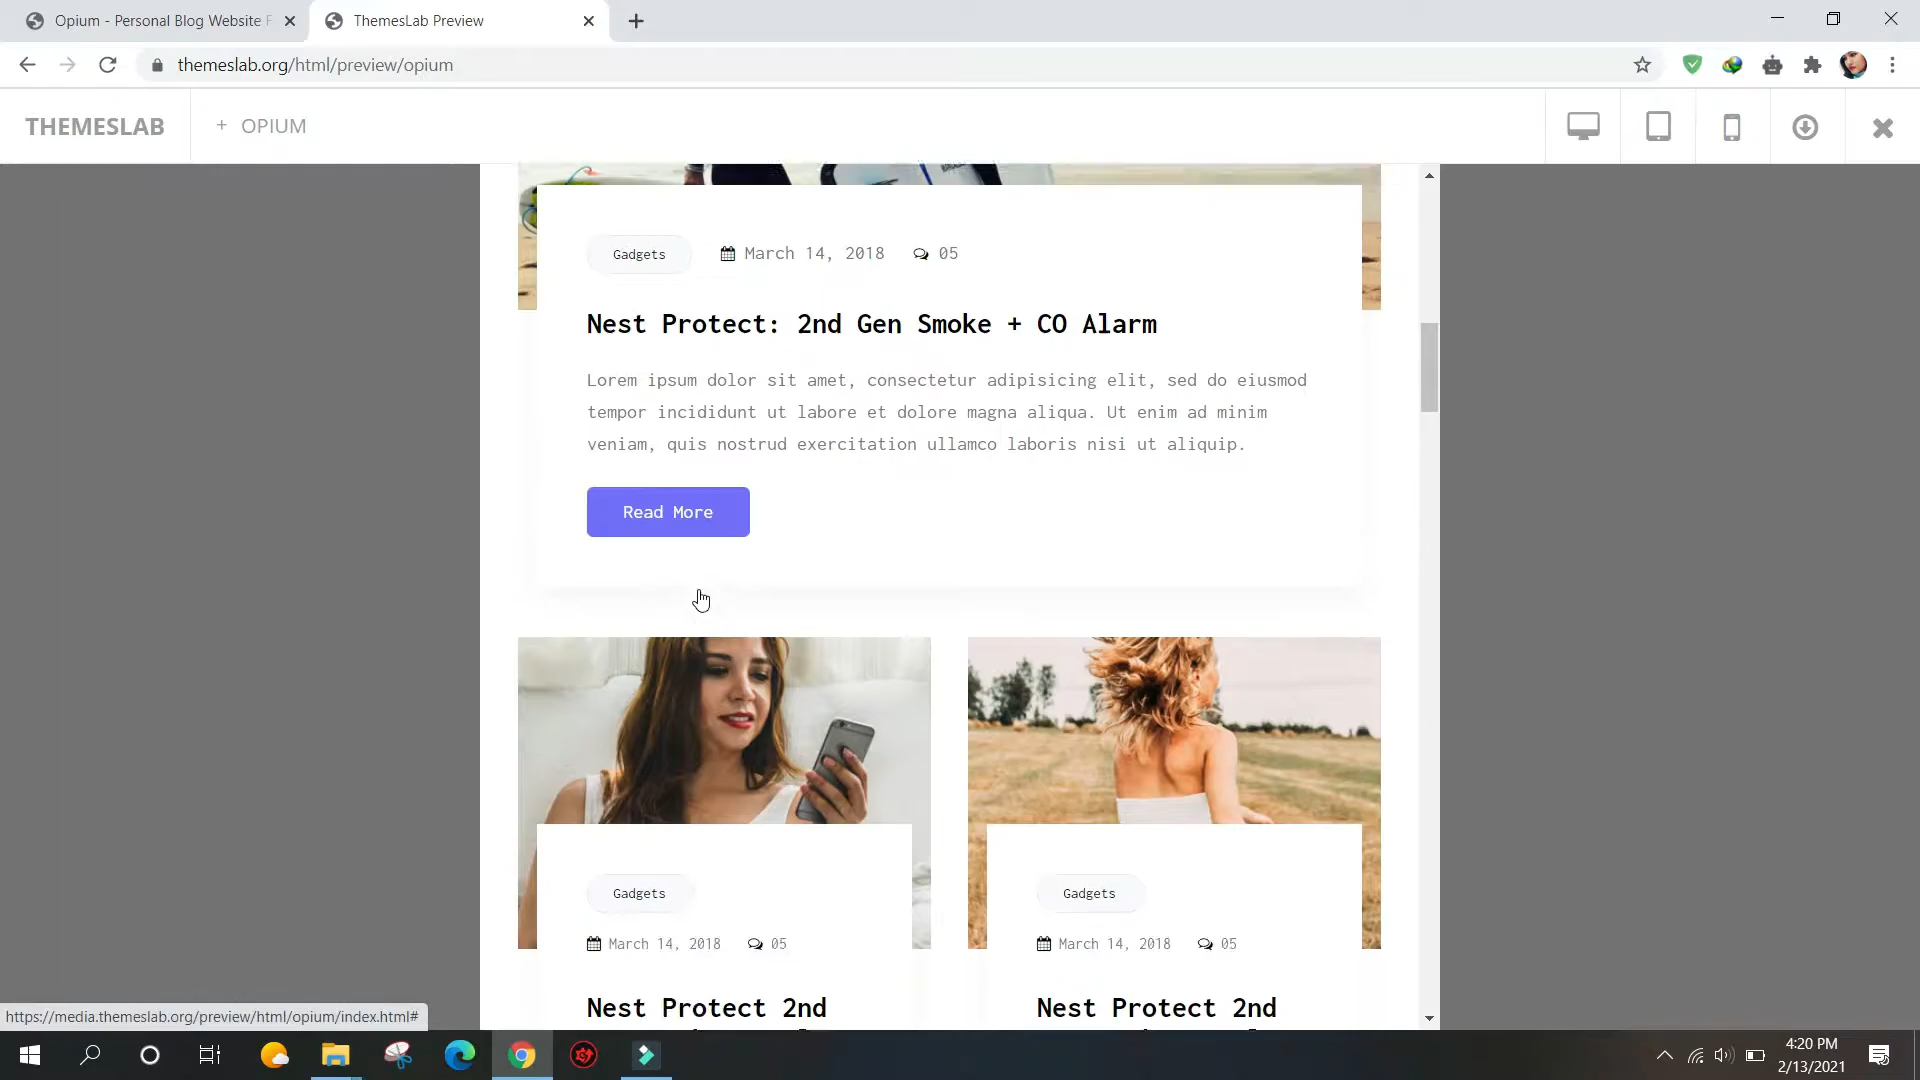 Opium - Personal Blog Website F
ThemesLab Preview
themeslab.org/html/preview/opium
THEMESLAB
+ OPIUM
Gadgets
March 14, 2018
05
Nest Protect: 2nd Gen Smoke + CO Alarm
Lorem ipsum dolor sit amet, consectetur adipisicing elit, sed do eiusmod
tempor incididunt ut labore et dolore magna aliqua. Ut enim ad minim
veniam, quis nostrud exercitation ullamco laboris nisi ut aliquip.
Read More
Gadgets
March 14, 2018
05
Nest Protect 2nd
Gadgets
March 14, 2018
05
Nest Protect 2nd
https://media.themeslab.org/preview/html/opium/index.html#
4:20 PM
2/13/2021